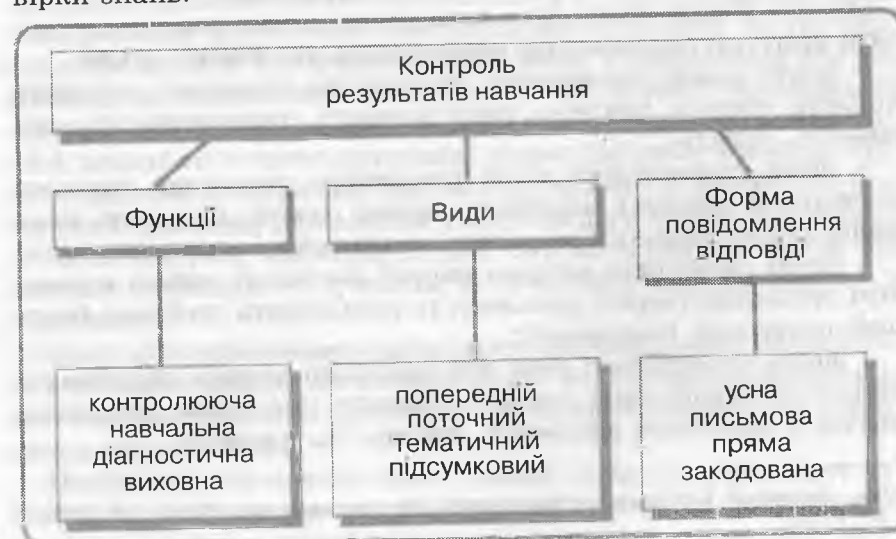 вірки знань.
Контроль
результатів навчання
Функції
Види
Форма
повідомлення
відповіді
контролююча
навчальна
діагностична
виховна
попередній
поточний
тематичний
підсумковий
усна
письмова
пряма
закодована